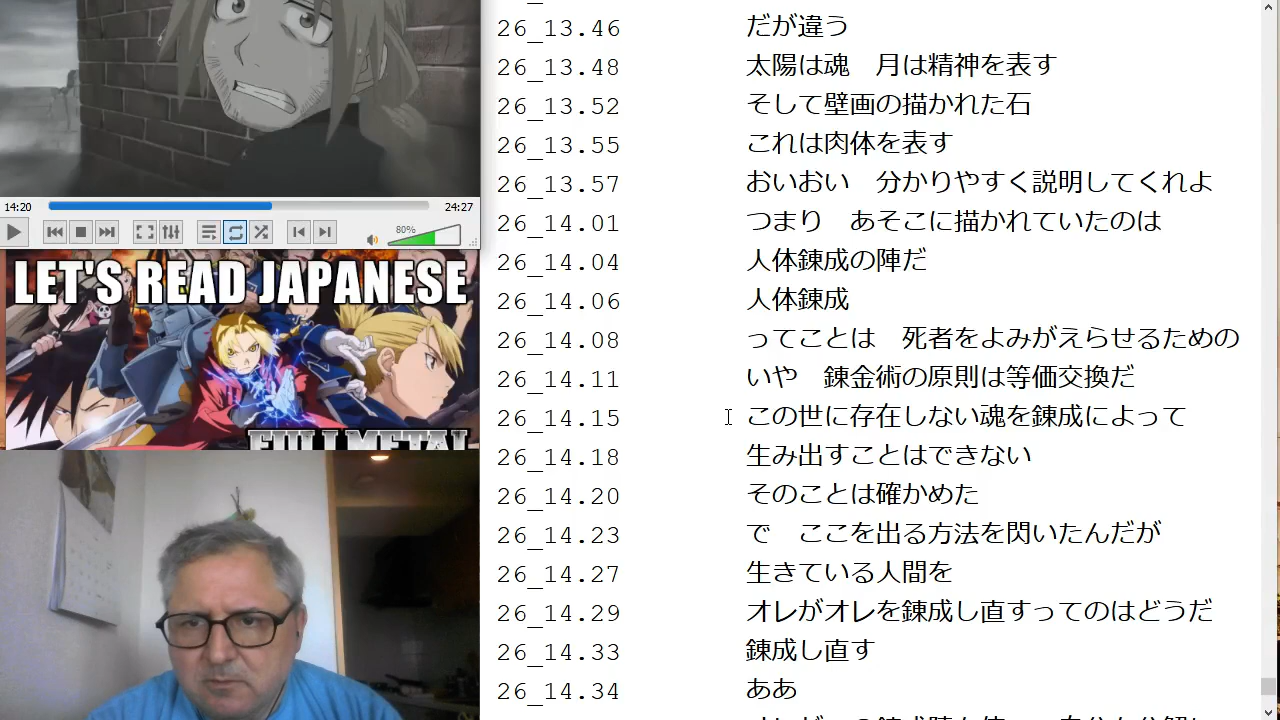 14:20
24:27
80%
LET'S READ JAPANESE
FULLMETAL
26_13.46 だが違う
26_13.48 太陽は魂　月は精神を表す
26_13.52 そして壁画の描かれた石
26_13.55 これは肉体を表す
26_13.57 おいおい　分かりやすく説明してくれよ
26_14.01 つまり　あそこに描かれていたのは
26_14.04 人体錬成の陣だ
26_14.06 人体錬成
26_14.08 ってことは　死者をよみがえらせるための
26_14.11 いや　錬金術の原則は等価交換だ
26_14.15 この世に存在しない魂を錬成によって
26_14.18 生み出すことはできない
26_14.20 そのことは確かめた
26_14.23 で　ここを出る方法を閃いたんだが
26_14.27 生きている人間を
26_14.29 オレがオレを錬成し直すってのはどうだ
26_14.33 錬成し直す
26_14.34 ああ